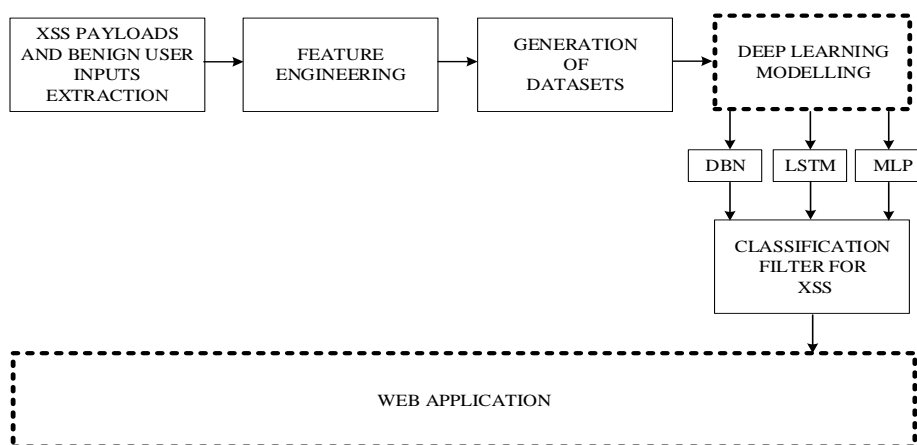 XSS PAYLOADS
AND BENIGN USER
INPUTS
EXTRACTION
FEATURE
ENGINEERING
GENERATION
OF
DATASETS
DEEP LEARNING
MODELLING
DBN
LSTM
MLP
CLASSIFICATION
FILTER FOR
XSS
WEB APPLICATION